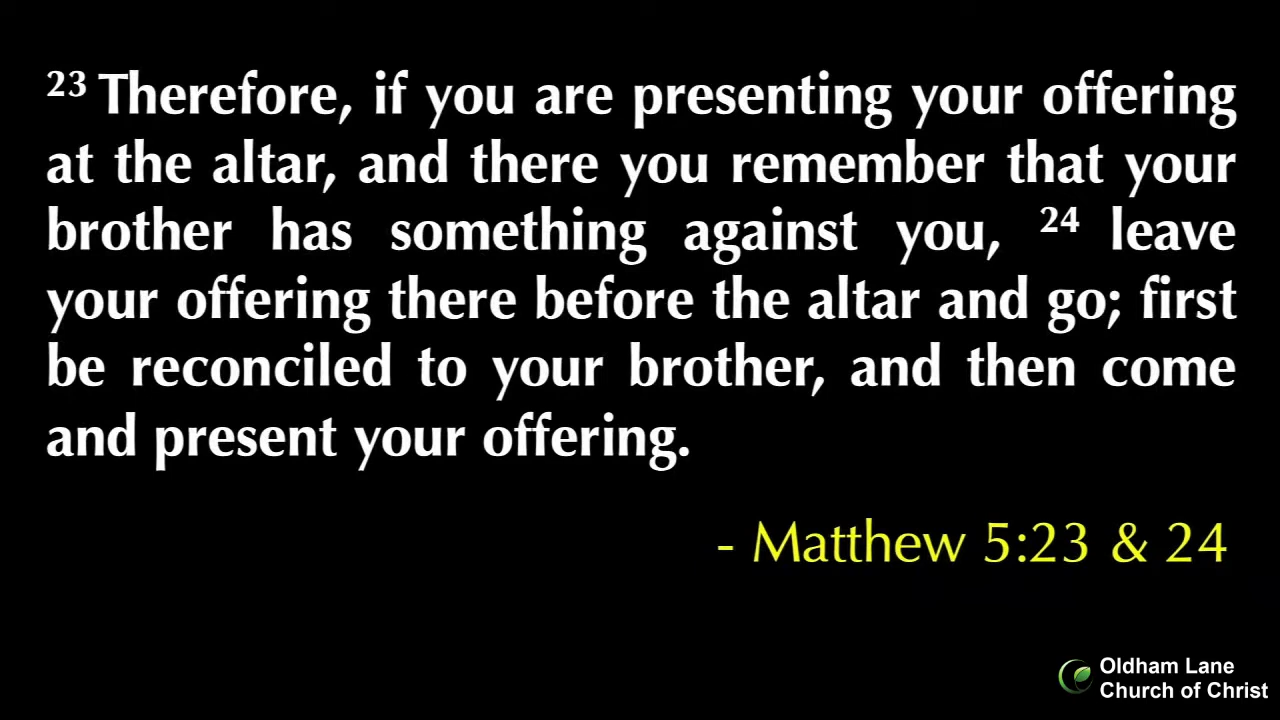 23 Therefore, if you are presenting your offering
at the altar, and there you remember that your
brother has something against you, 24 leave
your offering there before the altar and go; first
be reconciled to your brother, and then come
and present your offering.
- Matthew 5:23 & 24
Oldham Lane
Church of Christ